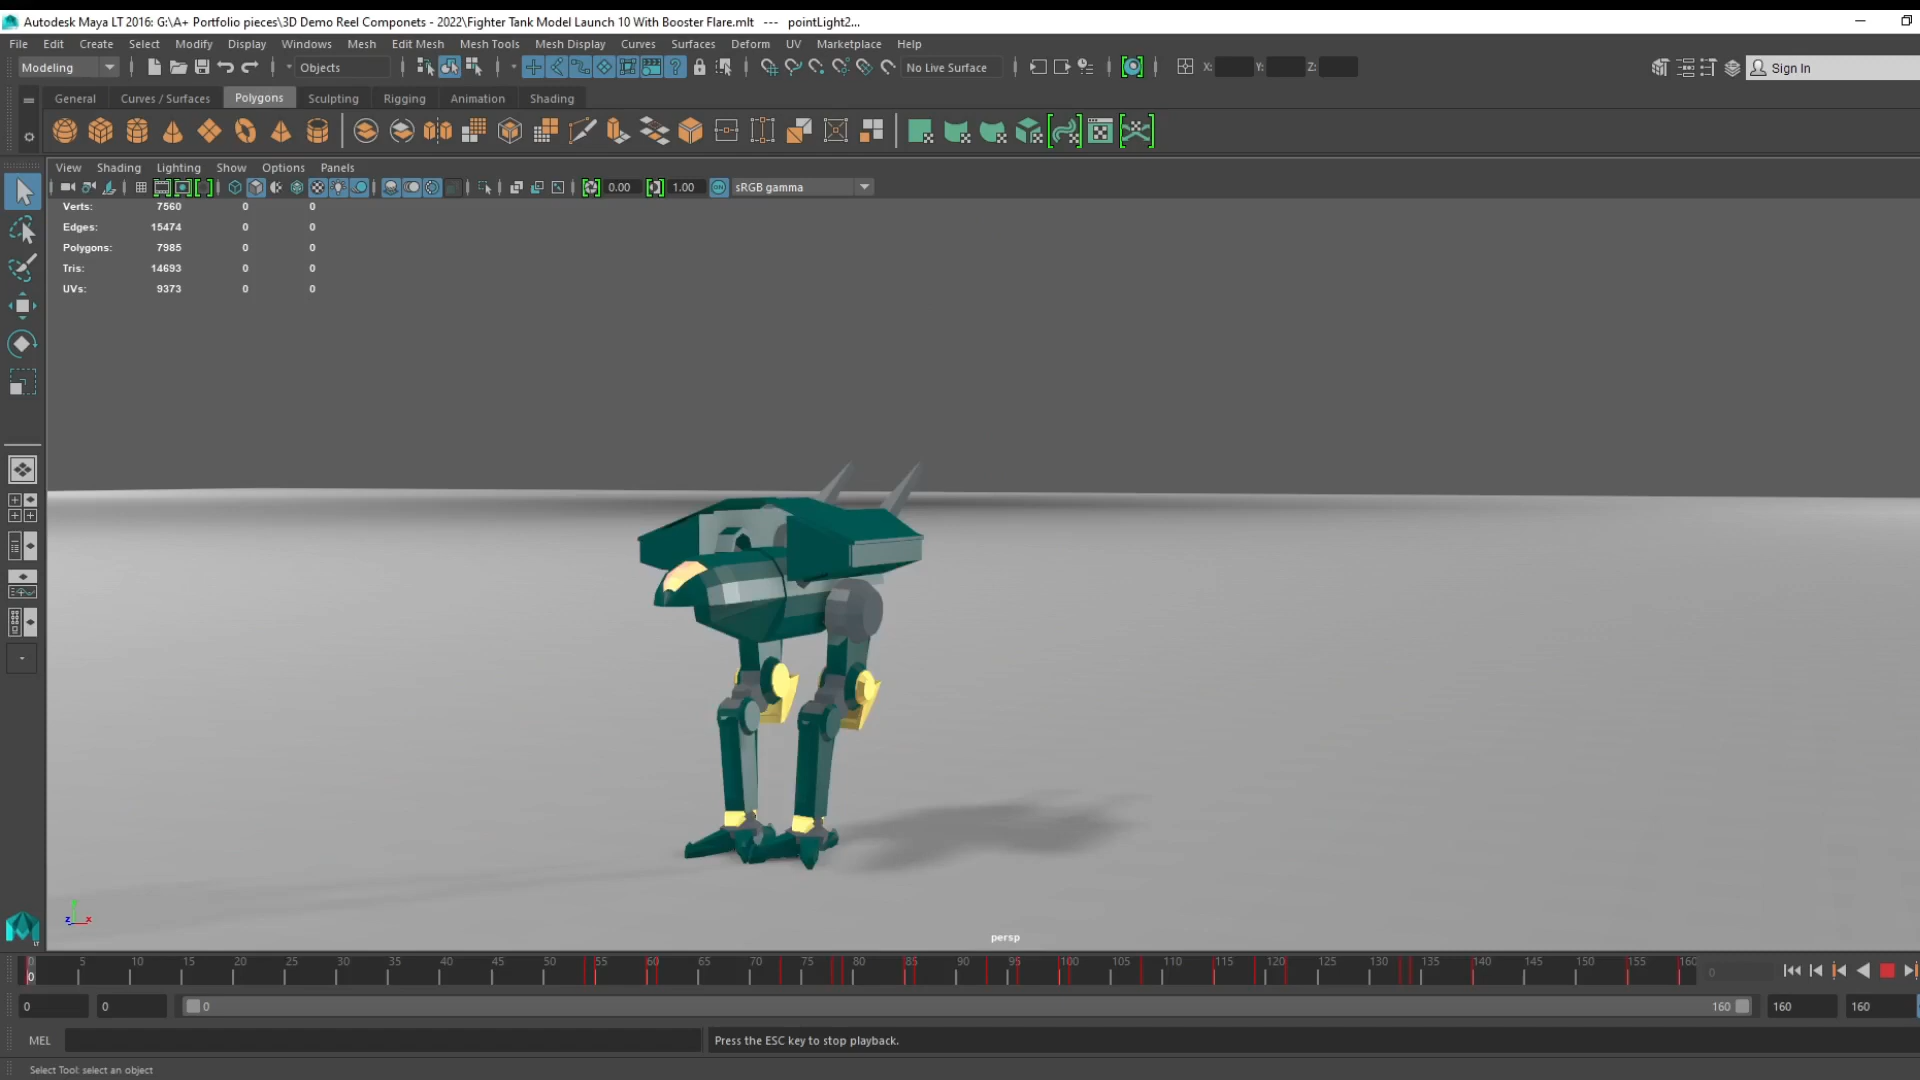 Autodesk Maya LT 2016: G:\A+ Portfolio pieces\3D Demo Reel Componets - 2022\Fighter Tank Model Launch 10 With Booster Flare.mlt --- pointLight2...
File Edit Create Select Modify Display Windows Mesh Edit Mesh Mesh Tools Mesh Display Curves Surfaces Deform UV Marketplace Help
Modeling Objects No Live Surface X: Y: Z: Sign In
General Curves / Surfaces Polygons Sculpting Rigging Animation Shading
View Shading Lighting Show Options Panels
0.00 1.00 ON sRGB gamma
Verts: 7560 0 0
Edges: 15474 0 0
Polygons: 7985 0 0
Tris: 14693 0 0
UVs: 9373 0 0
y
z x
LT
persp
0 5 10 15 20 25 30 35 40 45 50 55 60 65 70 75 80 85 90 95 100 105 110 115 120 125 130 135 140 145 150 155 160
0 0
0 0 0 160 160 160
MEL Press the ESC key to stop playback.
Select Tool: select an object